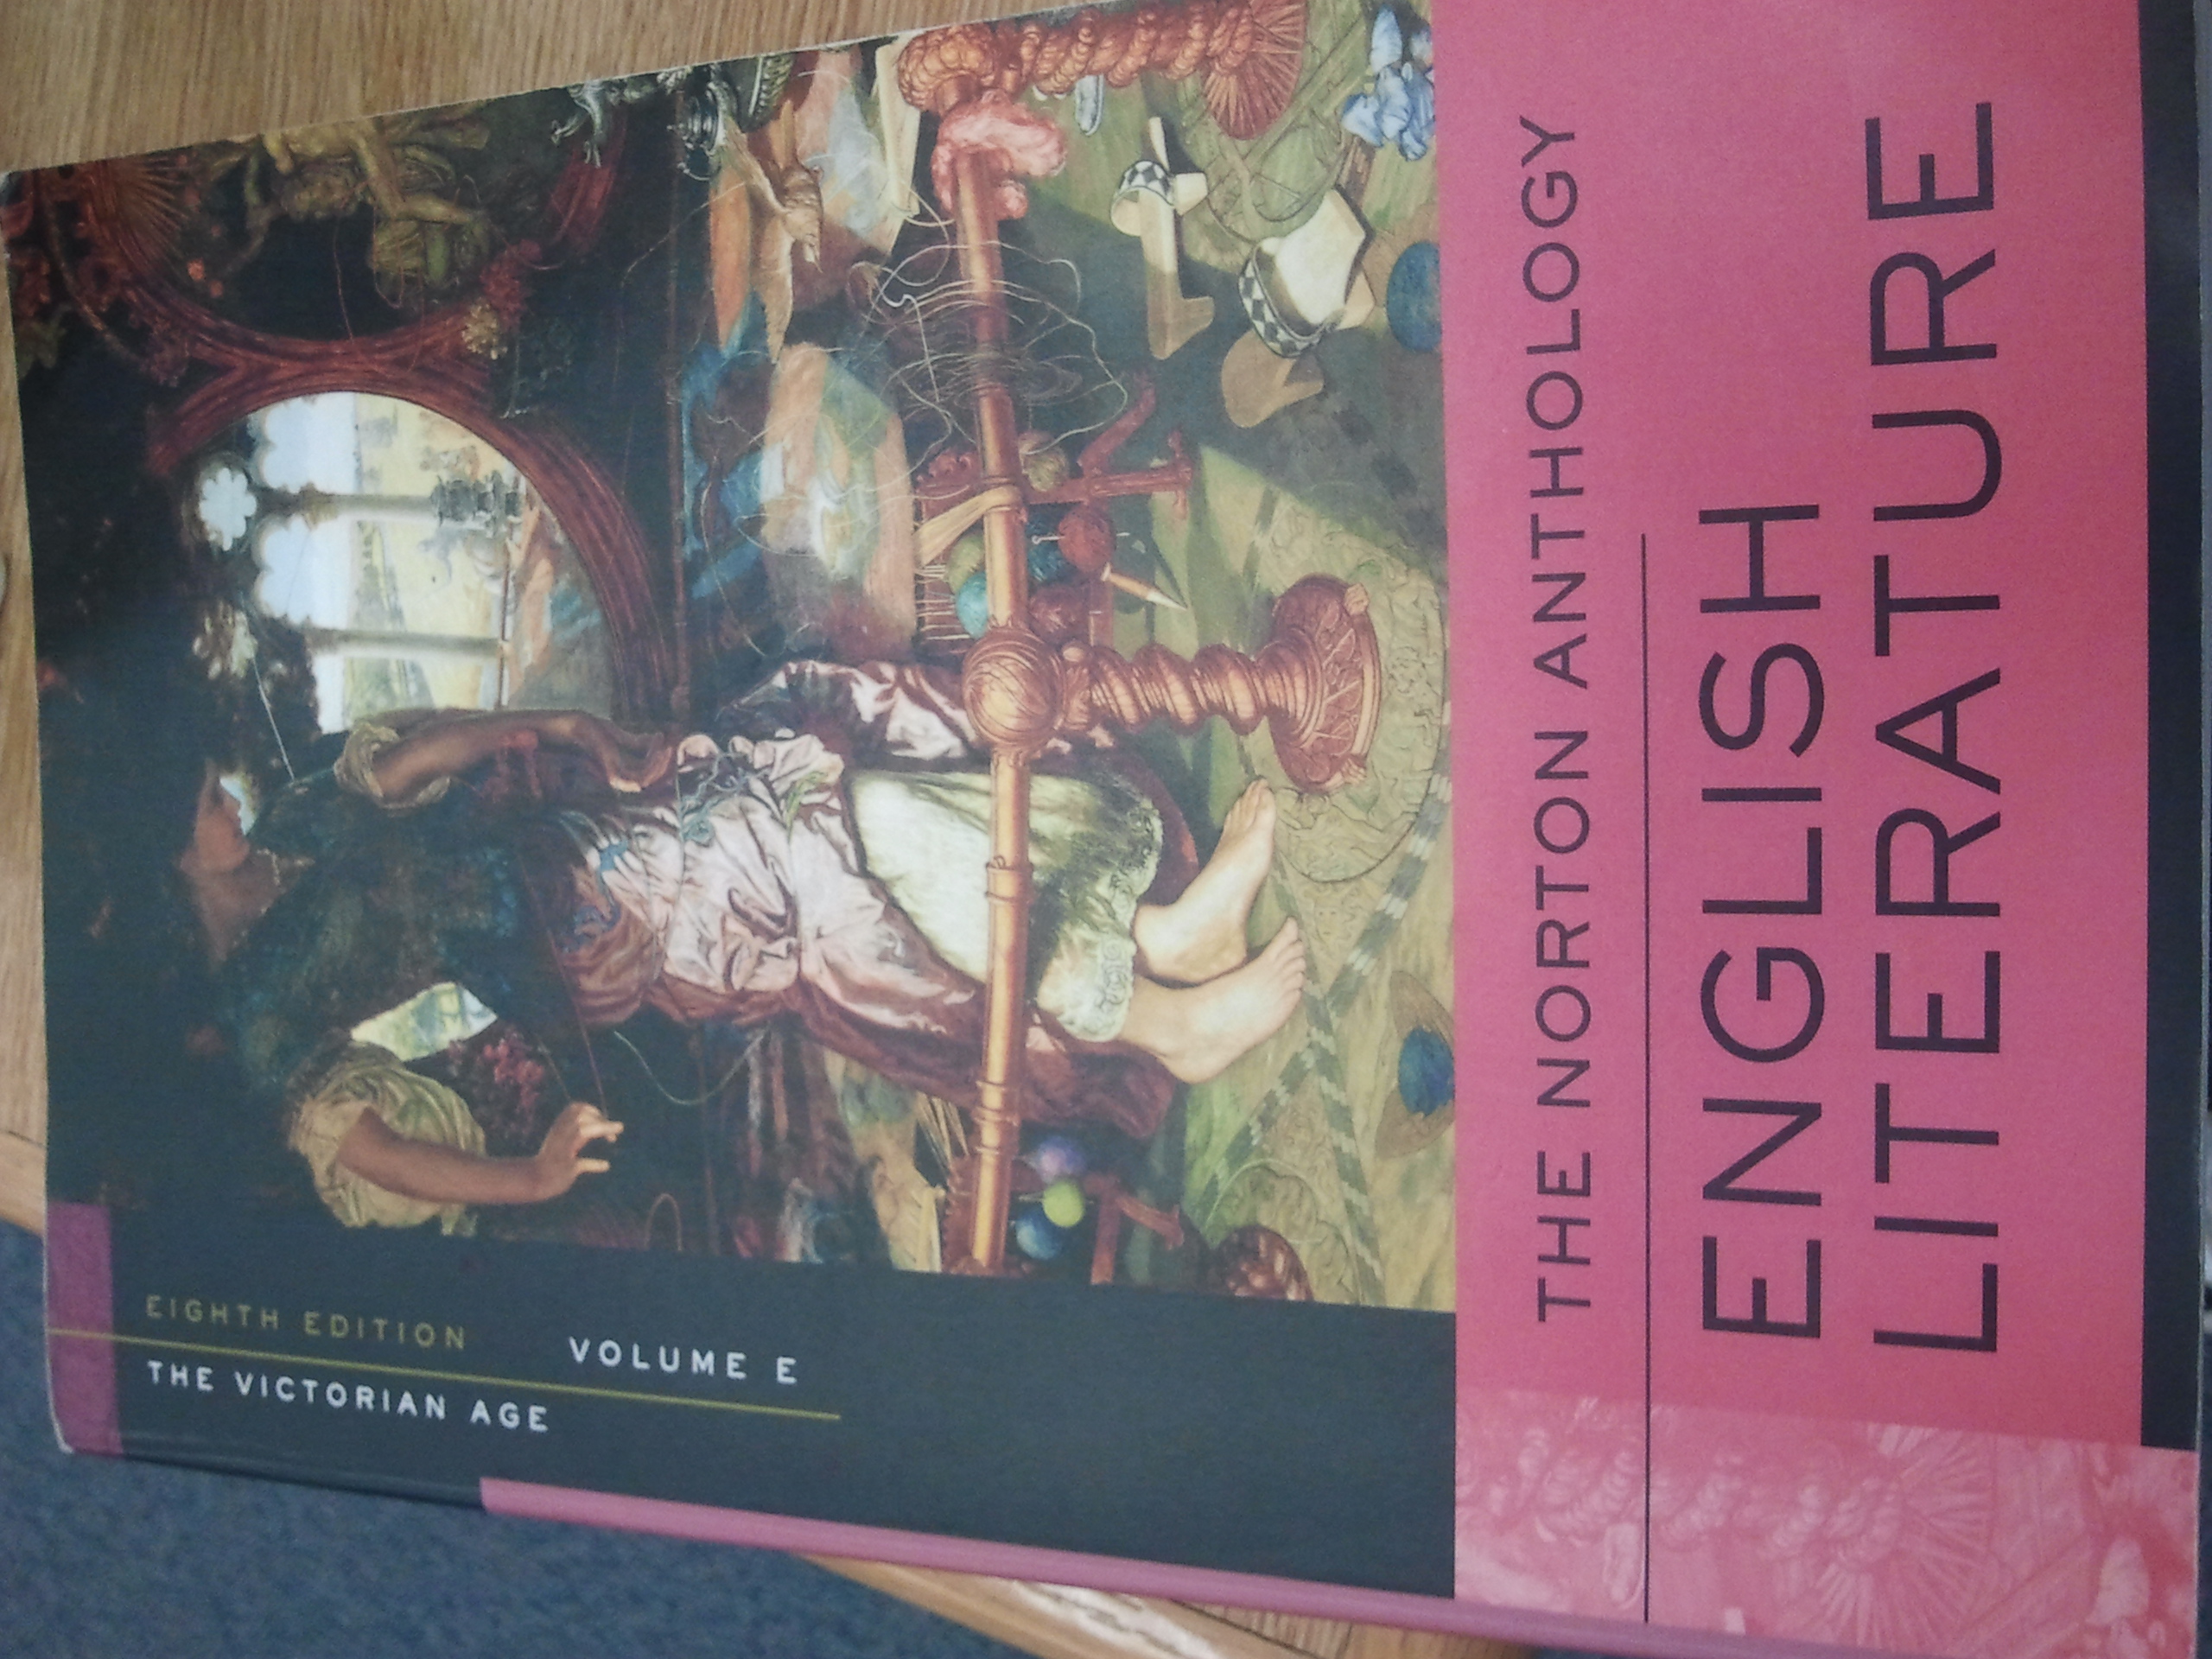 EIGHTH EDITION
THE VICTORIAN AGE
VOLUME E
THE NORTON ANTHOLOGY
ENGLISH
LITERATURE